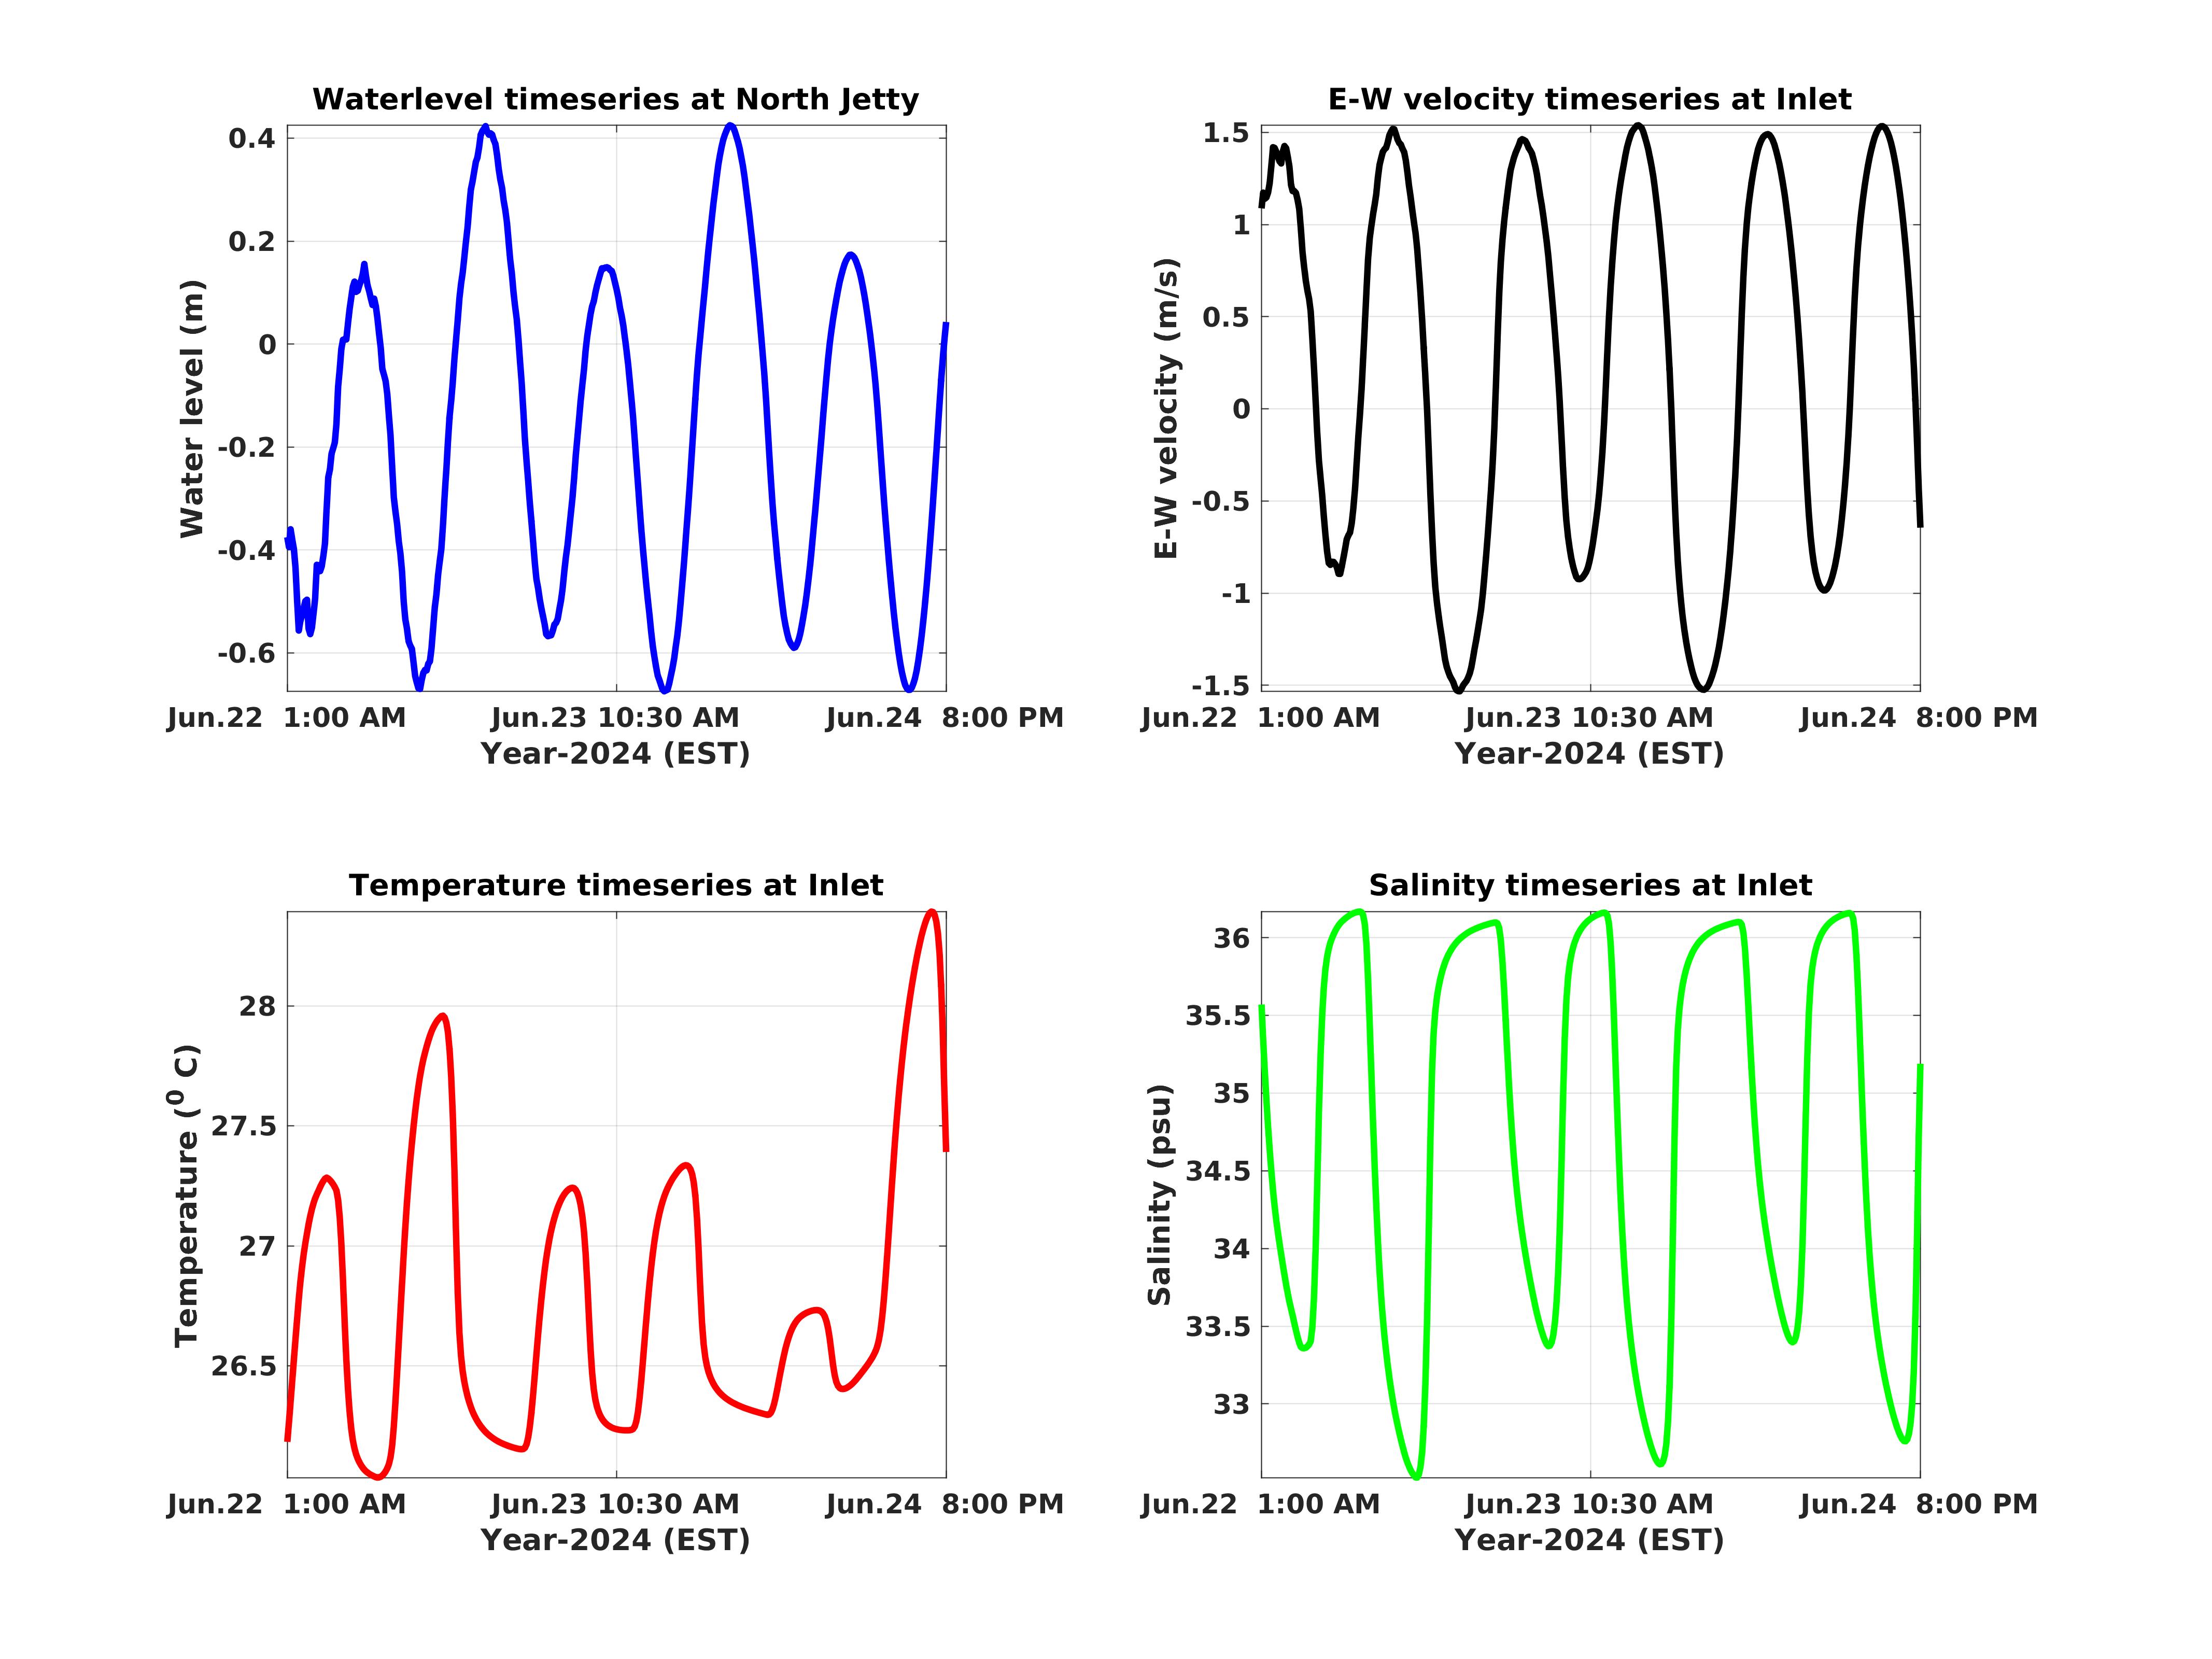 Waterlevel timeseries at North Jetty
0.4
0.2
0
-0.2
-0.4
-0.6
Water level (m)
Jun.22 1:00 AM
Jun.23 10:30 AM
Jun.24 8:00 PM
Year-2024 (EST)
E-W velocity timeseries at Inlet
1.5
1
0.5
0
-0.5
-1
-1.5
E-W velocity (m/s)
Jun.22 1:00 AM
Jun.23 10:30 AM
Jun.24 8:00 PM
Year-2024 (EST)
Temperature timeseries at Inlet
28
27.5
27
26.5
Temperature (⁰ C)
Jun.22 1:00 AM
Jun.23 10:30 AM
Jun.24 8:00 PM
Year-2024 (EST)
Salinity timeseries at Inlet
36
35.5
35
34.5
34
33.5
33
Salinity (psu)
Jun.22 1:00 AM
Jun.23 10:30 AM
Jun.24 8:00 PM
Year-2024 (EST)